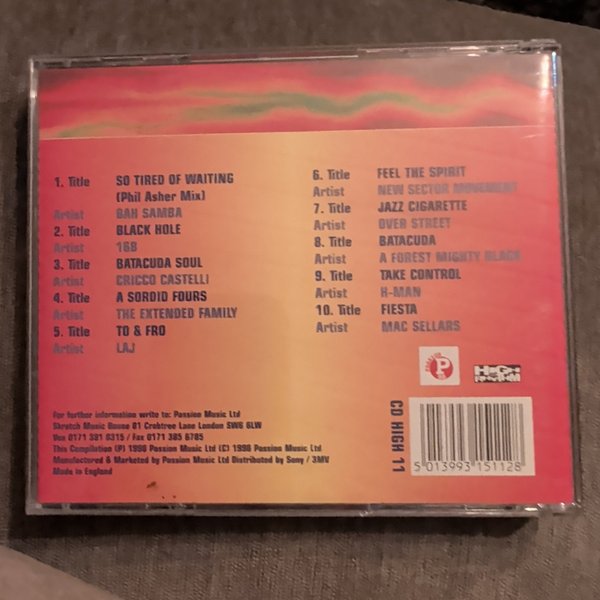 1. Title SO TIRED OF WAITING
(Phil Asher Mix)
Artist BAH SAMBA
2. Title BLACK HOLE
Artist 16B
3. Title BATACUDA SOUL
Artist CRICCO CASTELLI
4. Title A SORDID FOURS
Artist THE EXTENDED FAMILY
5. Title TO & FRO
Artist LAJ
6. Title FEEL THE SPIRIT
Artist NEW SECTOR MOVEMENT
7. Title JAZZ CIGARETTE
Artist OVER STREET
8. Title BATACUDA
Artist A FOREST MIGHTY BLACK
9. Title TAKE CONTROL
Artist H-MAN
10. Title FIESTA
Artist MAC SELLARS
P
HIGH
CD HIGH 11
5 013993 151128
For further information write to: Passion Music Ltd
Skratch Music House 81 Crabtree Lane London SW6 6LW
Vox 0171 381 8315 / Fax 0171 385 6785
This Compilation (P) 1998 Passion Music Ltd (C) 1998 Passion Music Ltd
Manufactured & Marketed by Passion Music Ltd Distributed by Sony / 3MV
Made in England